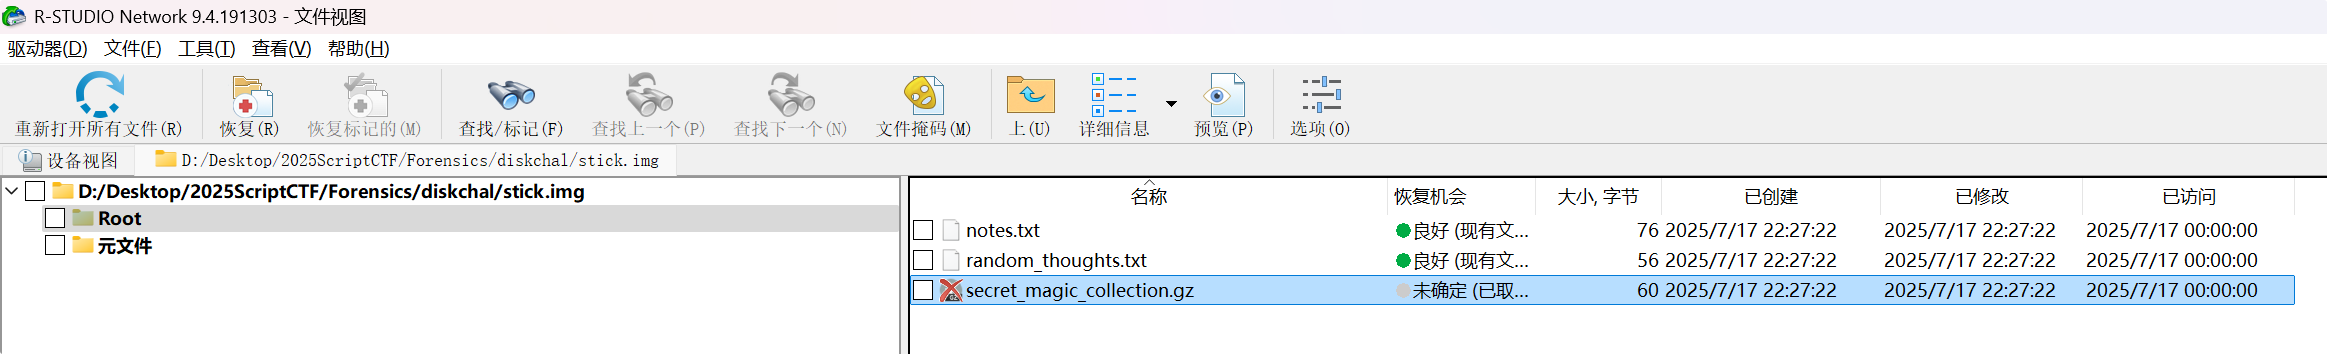 R-STUDIO Network 9.4.191303 - 文件视图
驱动器(D) 文件(F) 工具(T) 查看(V) 帮助(H)
重新打开所有文件(R) 恢复(R) 恢复标记的(M) 查找/标记(F) 查找上一个(P) 查找下一个(N) 文件掩码(M) 上(U) 详细信息 预览(P) 选项(O)
设备视图 D:/Desktop/2025ScriptCTF/Forensics/diskchal/stick.img
D:/Desktop/2025ScriptCTF/Forensics/diskchal/stick.img
Root
元文件
名称 恢复机会 大小, 字节 已创建 已修改 已访问
notes.txt 良好 (现有文... 76 2025/7/17 22:27:22 2025/7/17 22:27:22 2025/7/17 00:00:00
random_thoughts.txt 良好 (现有文... 56 2025/7/17 22:27:22 2025/7/17 22:27:22 2025/7/17 00:00:00
secret_magic_collection.gz 未确定 (已取... 60 2025/7/17 22:27:22 2025/7/17 22:27:22 2025/7/17 00:00:00